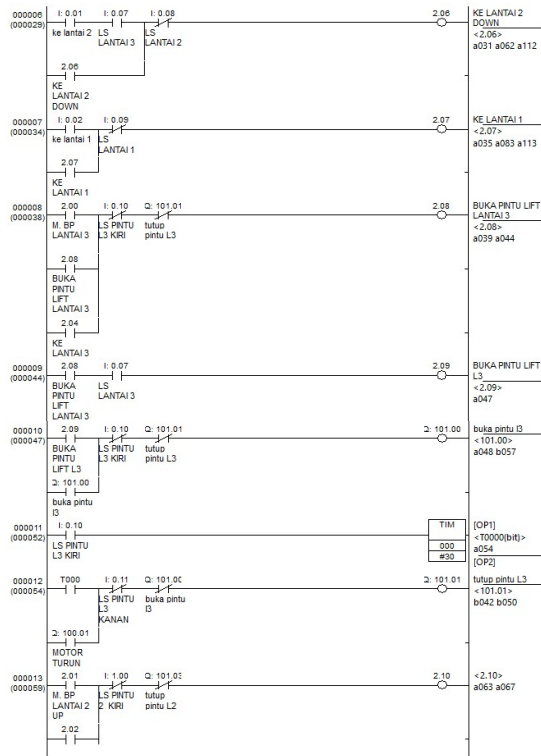 000006
(000029)
I: 0.01 I: 0.07 I: 0.08 2.06
ke lantai 2 LS LANTAI 3 LS LANTAI 2
KE LANTAI 2 DOWN
<2.06>
a031 a062 a112
2.06
KE
LANTAI 2
DOWN
000007
(000034)
I: 0.02 I: 0.09 2.07
ke lantai 1 LS LANTAI 1
KE LANTAI 1
<2.07>
a035 a083 a113
2.07
KE
LANTAI 1
000008
(000038)
2.00 I: 0.10 Q: 101.01 2.08
M. BP LANTAI 3 LS PINTU L3 KIRI tutup pintu L3
BUKA PINTU LIFT LANTAI 3
<2.08>
a039 a044
2.08
BUKA
PINTU
LIFT
LANTAI 3
2.04
KE
LANTAI 3
000009
(000044)
2.08 I: 0.07 2.09
BUKA PINTU LIFT LANTAI 3 LS LANTAI 3
BUKA PINTU LIFT L3
<2.09>
a047
000010
(000047)
2.09 I: 0.10 Q: 101.01 Q: 101.00
BUKA PINTU LIFT L3 LS PINTU L3 KIRI tutup pintu L3
buka pintu l3
<101.00>
a048 b057
Q: 101.00
buka pintu
l3
000011
(000052)
I: 0.10
LS PINTU
L3 KIRI
TIM
000
#30
[OP1]
<T0000(bit)>
a054
[OP2]
000012
(000054)
T000 I: 0.11 Q: 101.00 Q: 101.01
LS PINTU L3 KANAN buka pintu l3
tutup pintu L3
<101.01>
b042 b050
Q: 100.01
MOTOR
TURUN
000013
(000059)
2.01 I: 1.00 Q: 101.03 2.10
M. BP LANTAI 2 UP LS PINTU 2 KIRI tutup pintu L2
<2.10>
a063 a067
2.02